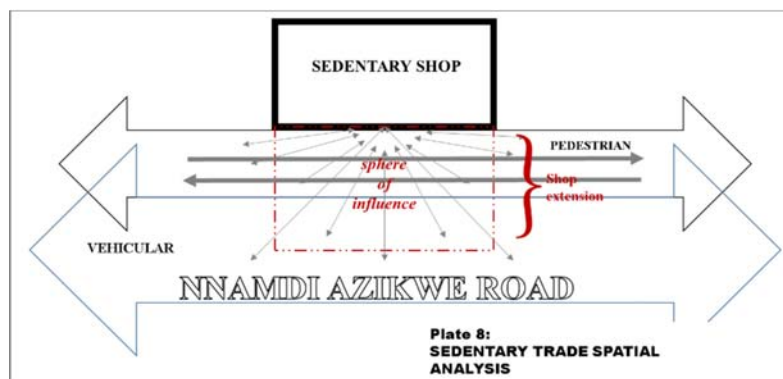 SEDENTARY SHOP
PEDESTRIAN
sphere
of
influence
Shop
extension
VEHICULAR
NNAMDI AZIKWE ROAD
Plate 8:
SEDENTARY TRADE SPATIAL
ANALYSIS